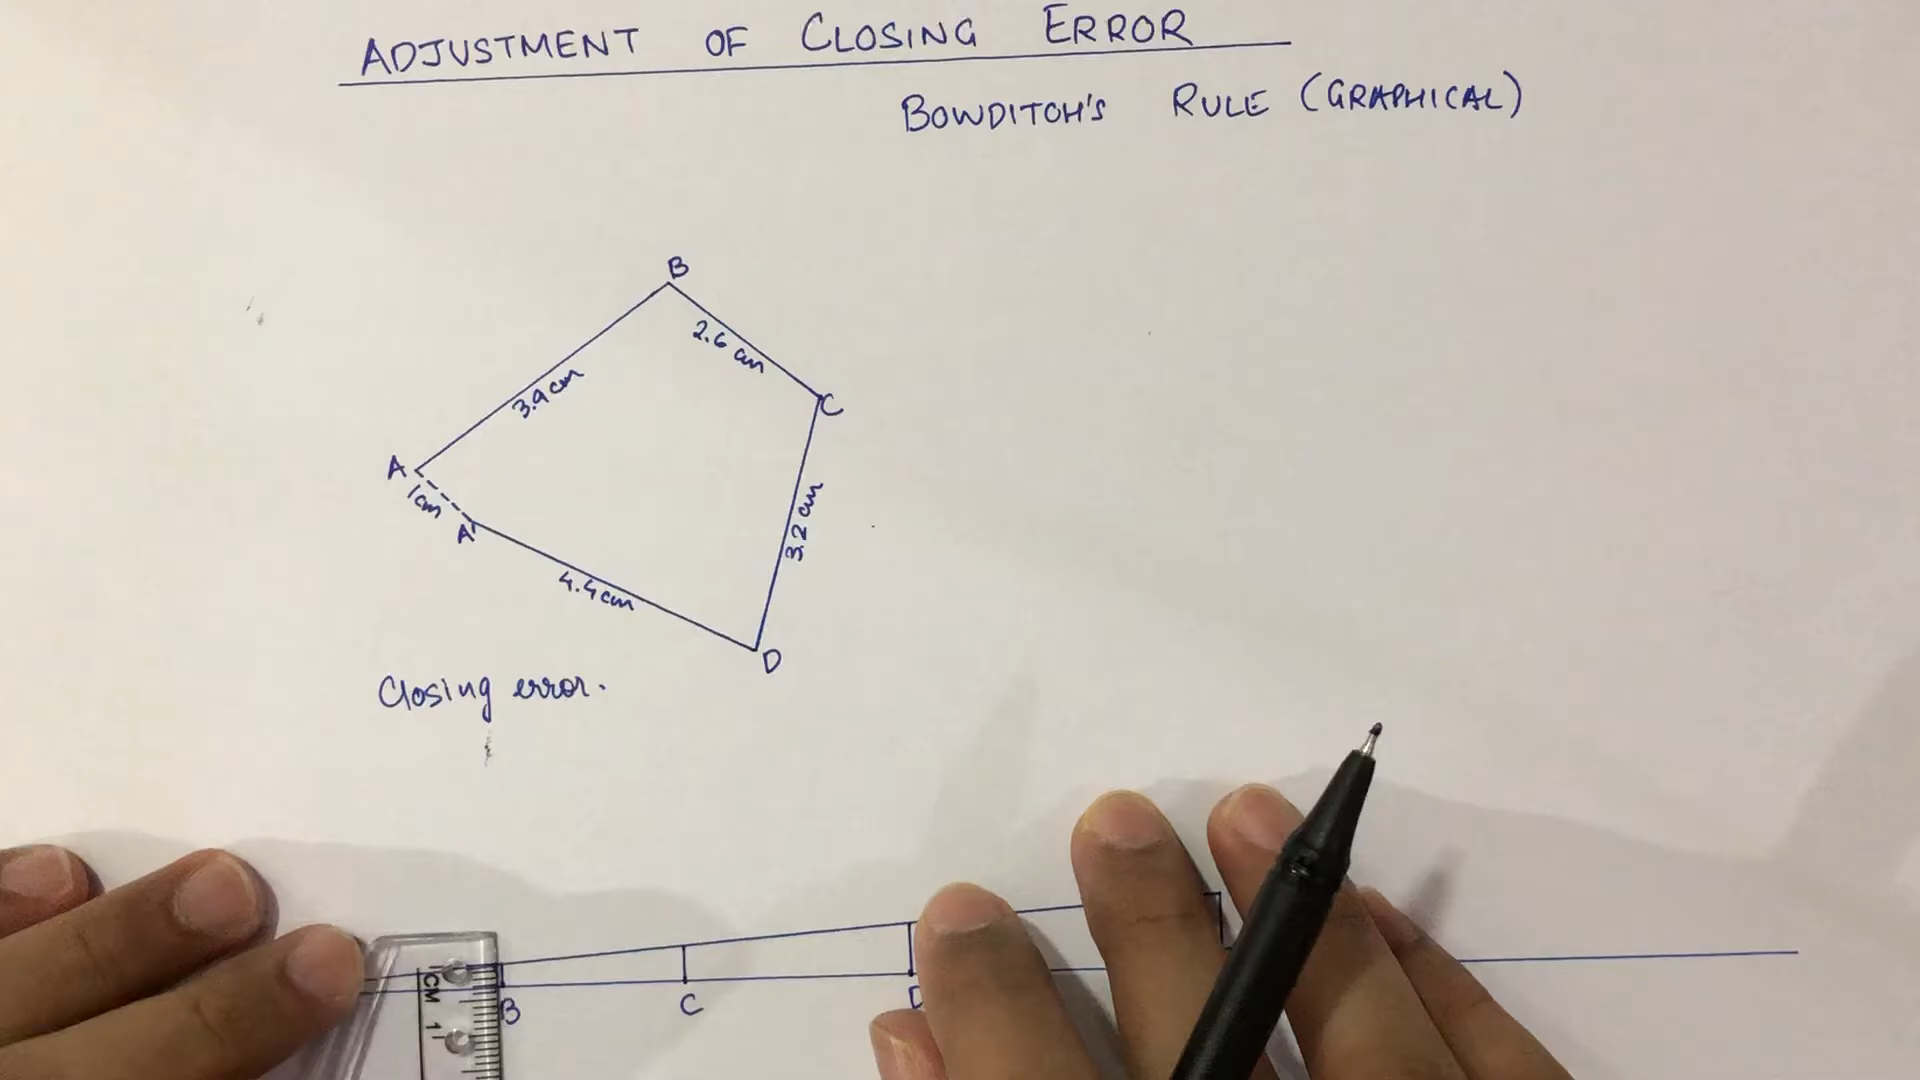 ADJUSTMENT OF CLOSING ERROR
BOWDITCH'S RULE (GRAPHICAL)
B
2.6 cm
3.9 cm
C
A
1cm
A'
3.2 cm
4.4 cm
D
Closing error.
CM 1
B
C
D